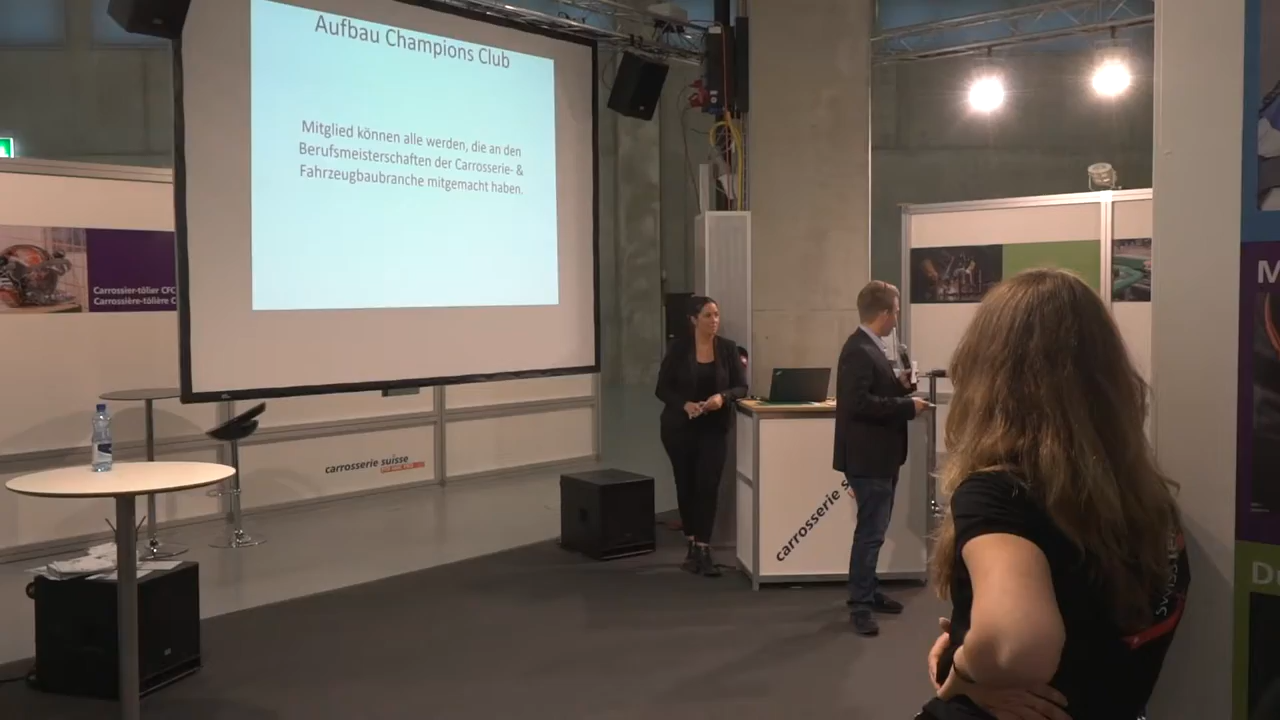 Aufbau Champions Club
Mitglied können alle werden, die an den
Berufsmeisterschaften der Carrosserie- &
Fahrzeugbaubranche mitgemacht haben.
Carrossier-tôlier CFC
Carrossière-tôlière C
carrosserie suisse
carrosserie s
M
D